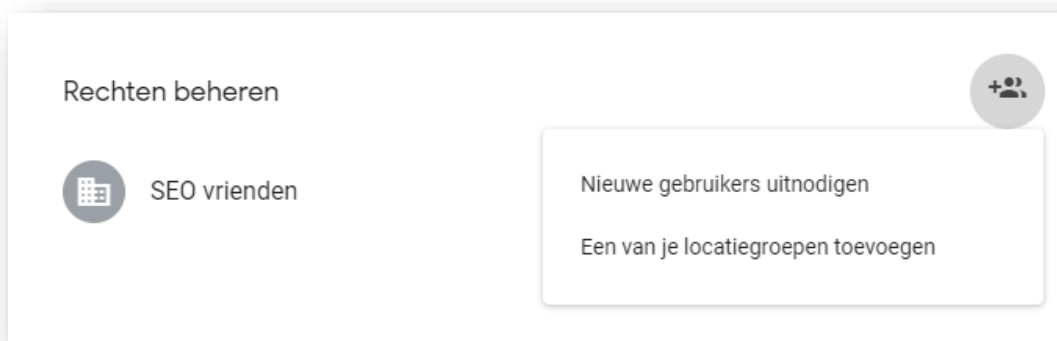 Rechten beheren
SEO vrienden
Nieuwe gebruikers uitnodigen
Een van je locatiegroepen toevoegen